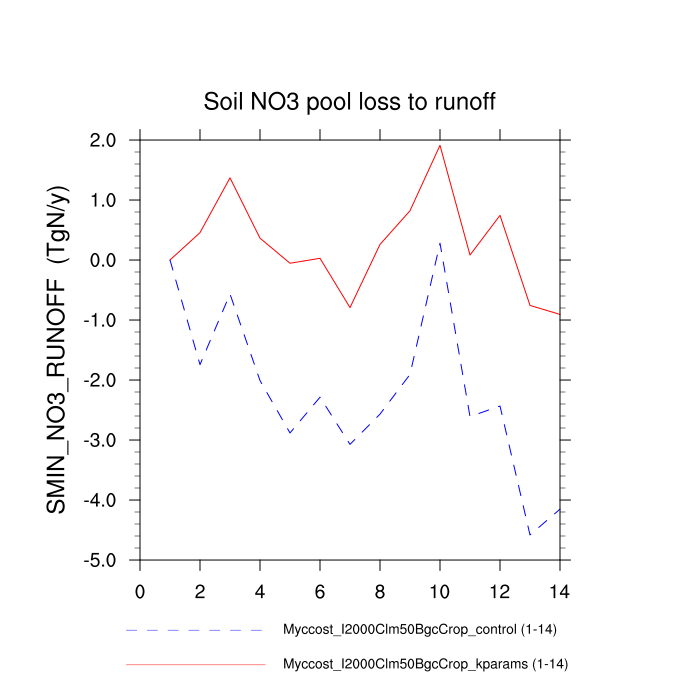 Soil NO3 pool loss to runoff
SMIN_NO3_RUNOFF (TgN/y)
2.0
1.0
0.0
-1.0
-2.0
-3.0
-4.0
-5.0
0 2 4 6 8 10 12 14
Myccost_I2000Clm50BgcCrop_control (1-14)
Myccost_I2000Clm50BgcCrop_kparams (1-14)